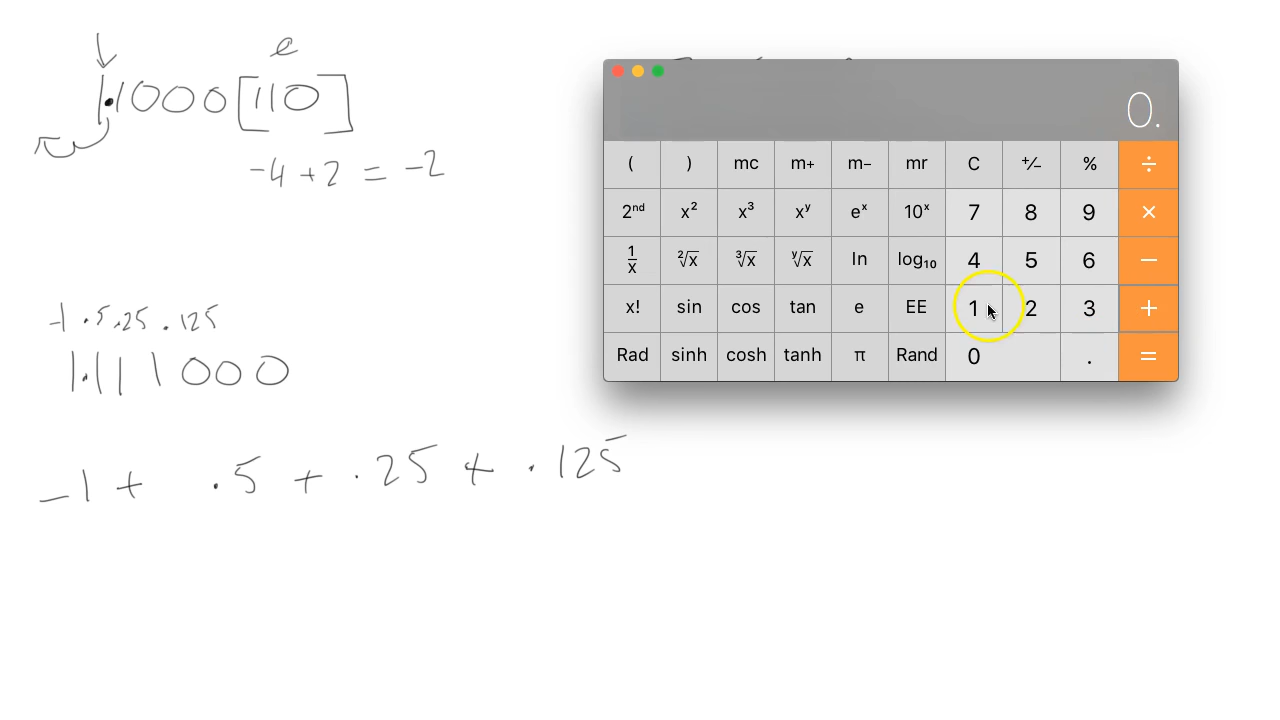 e
1.1000[110]
-4+2 = -2
-1 .5 .25 .125
1.111000
-1 + .5 + .25 + .125
0.
( ) mc m+ m− mr C +/− % ÷
2nd x² x³ xʸ eˣ 10ˣ 7 8 9 ×
1/x ²√x ³√x ʸ√x ln log₁₀ 4 5 6 −
x! sin cos tan e EE 1 2 3 +
Rad sinh cosh tanh π Rand 0 . =